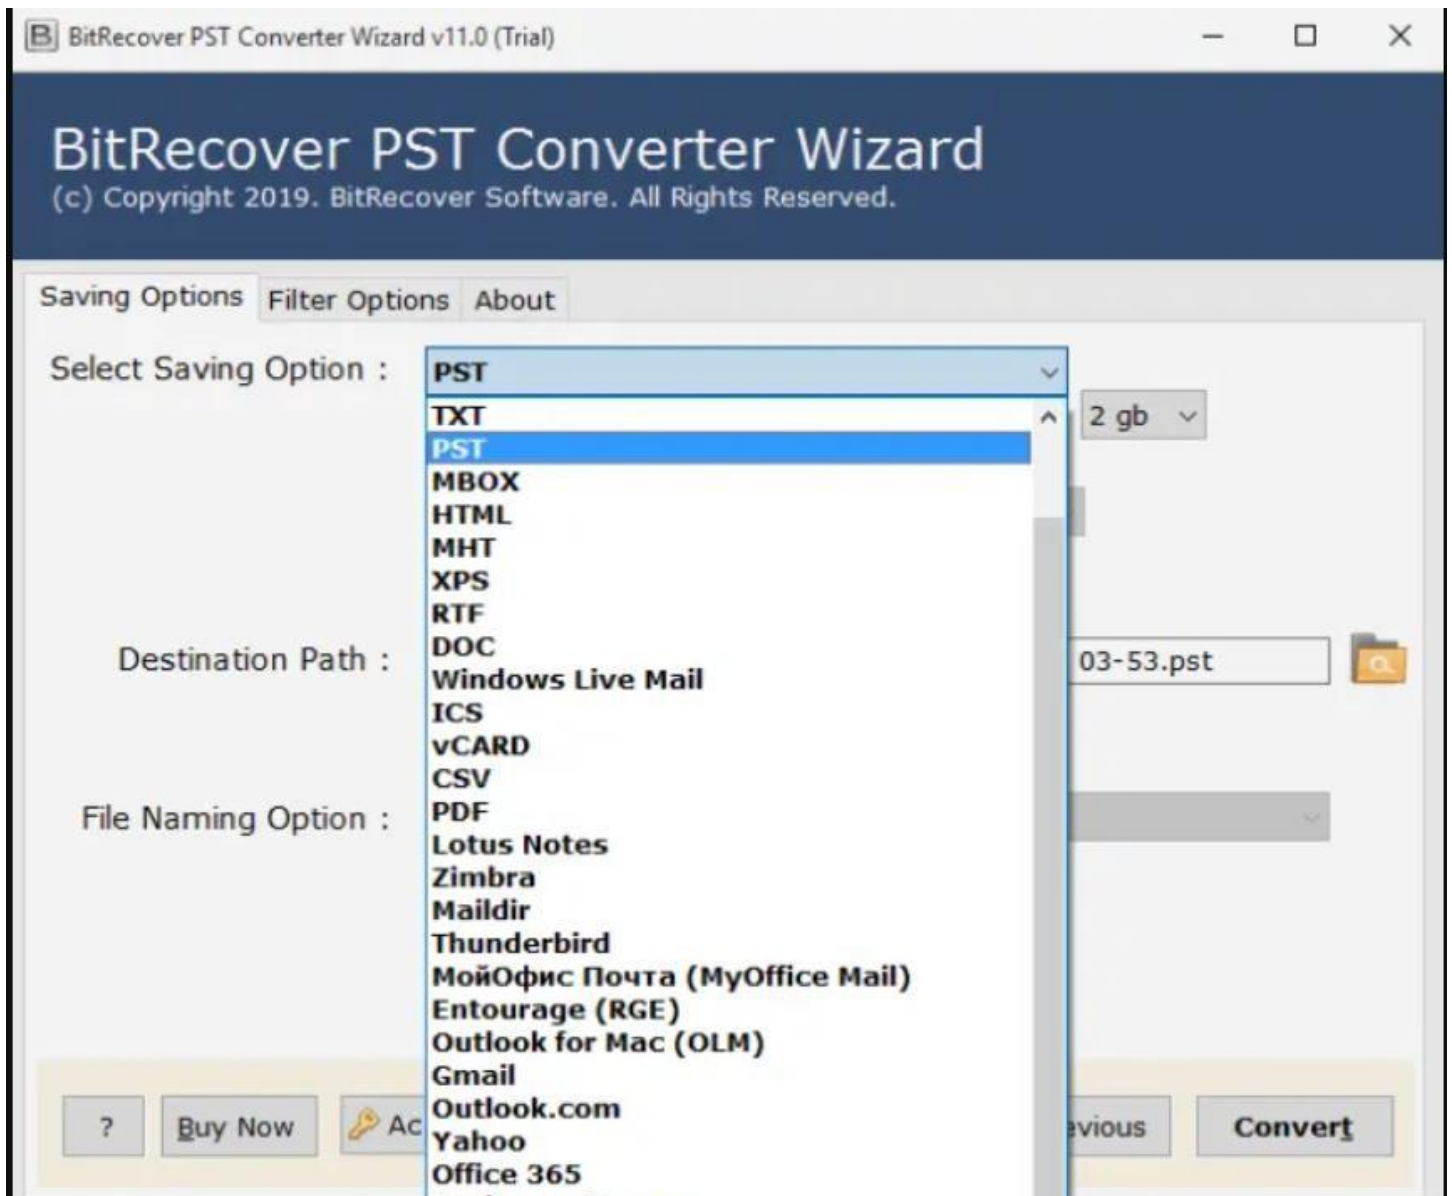 BitRecover PST Converter Wizard v11.0 (Trial)
BitRecover PST Converter Wizard
(c) Copyright 2019. BitRecover Software. All Rights Reserved.
Saving Options Filter Options About
Select Saving Option : PST
2 gb
TXT
PST
MBOX
HTML
MHT
XPS
RTF
DOC
Destination Path : 03-53.pst
Windows Live Mail
ICS
vCARD
CSV
PDF
File Naming Option :
Lotus Notes
Zimbra
Maildir
Thunderbird
МойОфис Почта (MyOffice Mail)
Entourage (RGE)
Outlook for Mac (OLM)
Gmail
Outlook.com
Yahoo
Office 365
? Buy Now Ac evious Convert